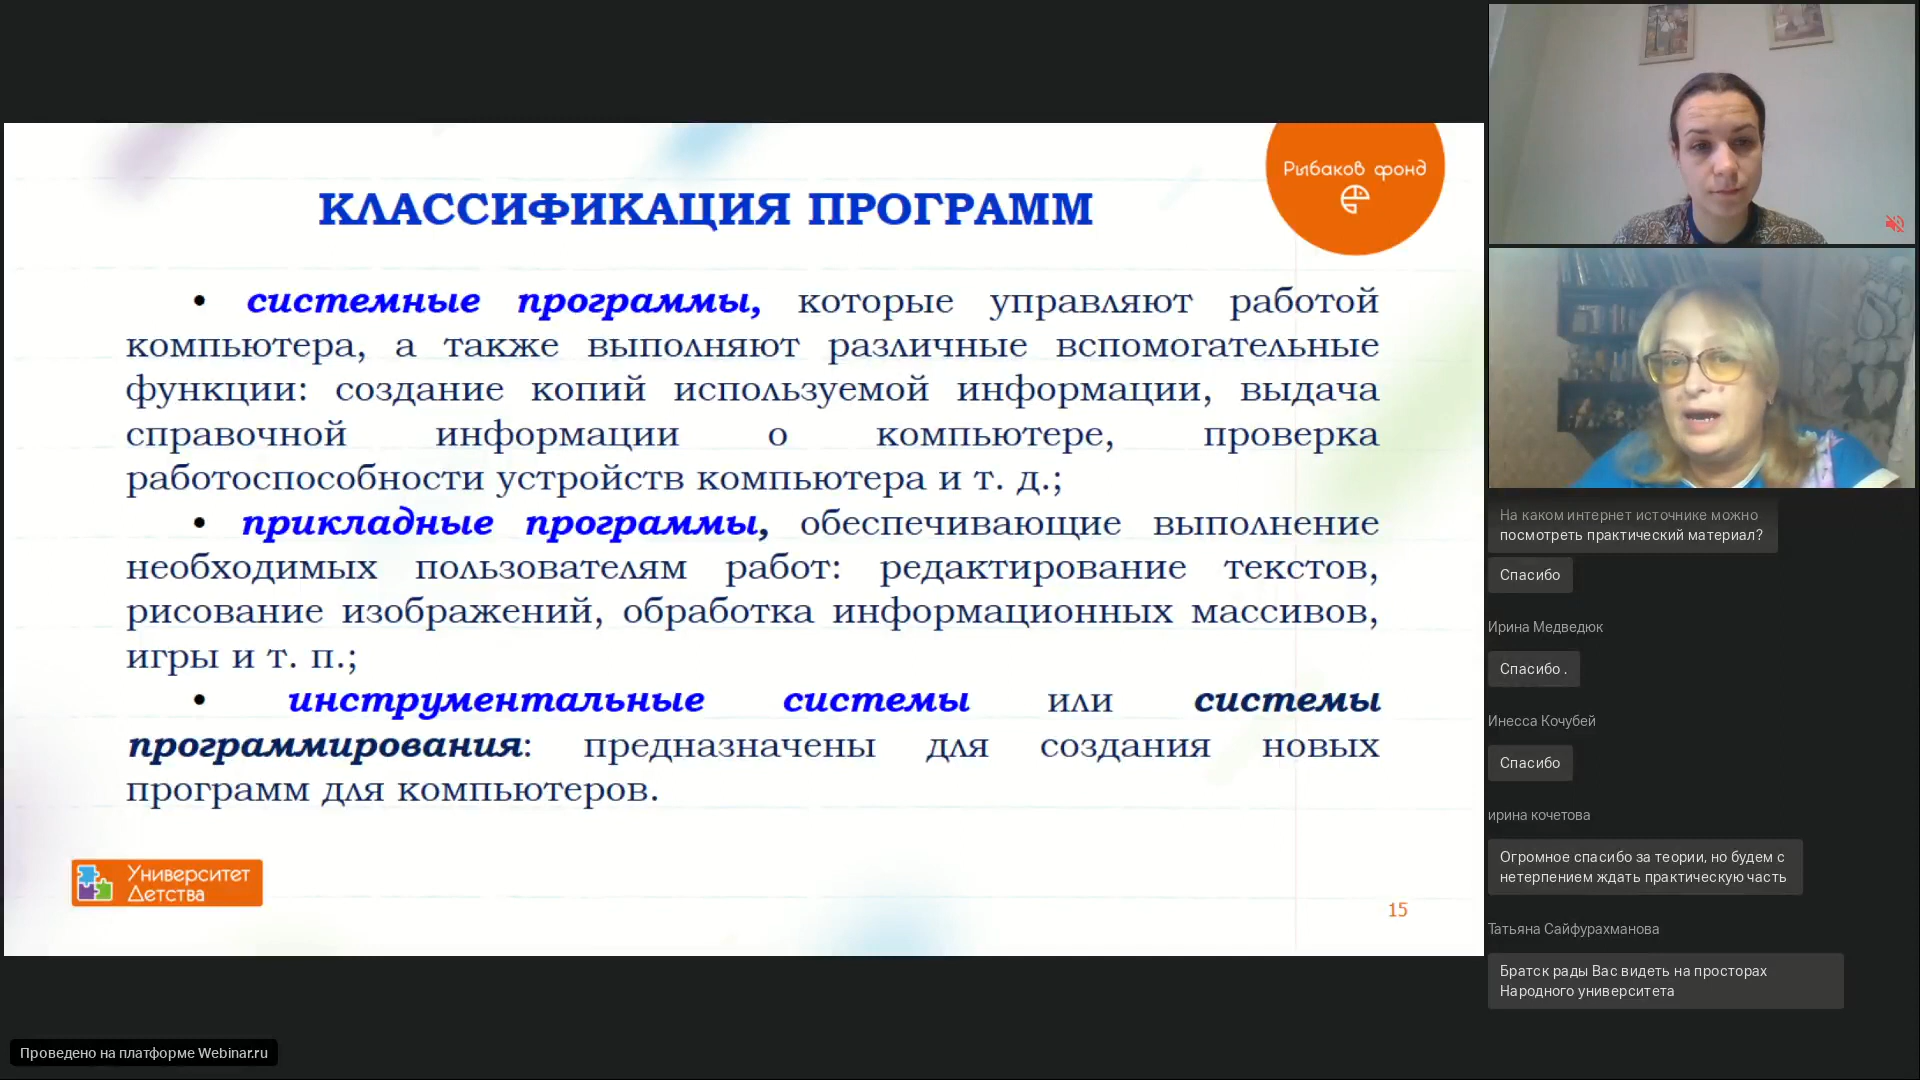 Рыбаков фонд
КЛАССИФИКАЦИЯ ПРОГРАММ
• системные программы, которые управляют работой
компьютера, а также выполняют различные вспомогательные
функции: создание копий используемой информации, выдача
справочной информации о компьютере, проверка
работоспособности устройств компьютера и т. д.;
• прикладные программы, обеспечивающие выполнение
необходимых пользователям работ: редактирование текстов,
рисование изображений, обработка информационных массивов,
игры и т. п.;
• инструментальные системы или системы
программирования: предназначены для создания новых
программ для компьютеров.
Университет
Детства
15
Проведено на платформе Webinar.ru
На каком интернет источнике можно
посмотреть практический материал?
Спасибо
Ирина Медведюк
Спасибо .
Инесса Кочубей
Спасибо
ирина кочетова
Огромное спасибо за теории, но будем с
нетерпением ждать практическую часть
Татьяна Сайфурахманова
Братск рады Вас видеть на просторах
Народного университета